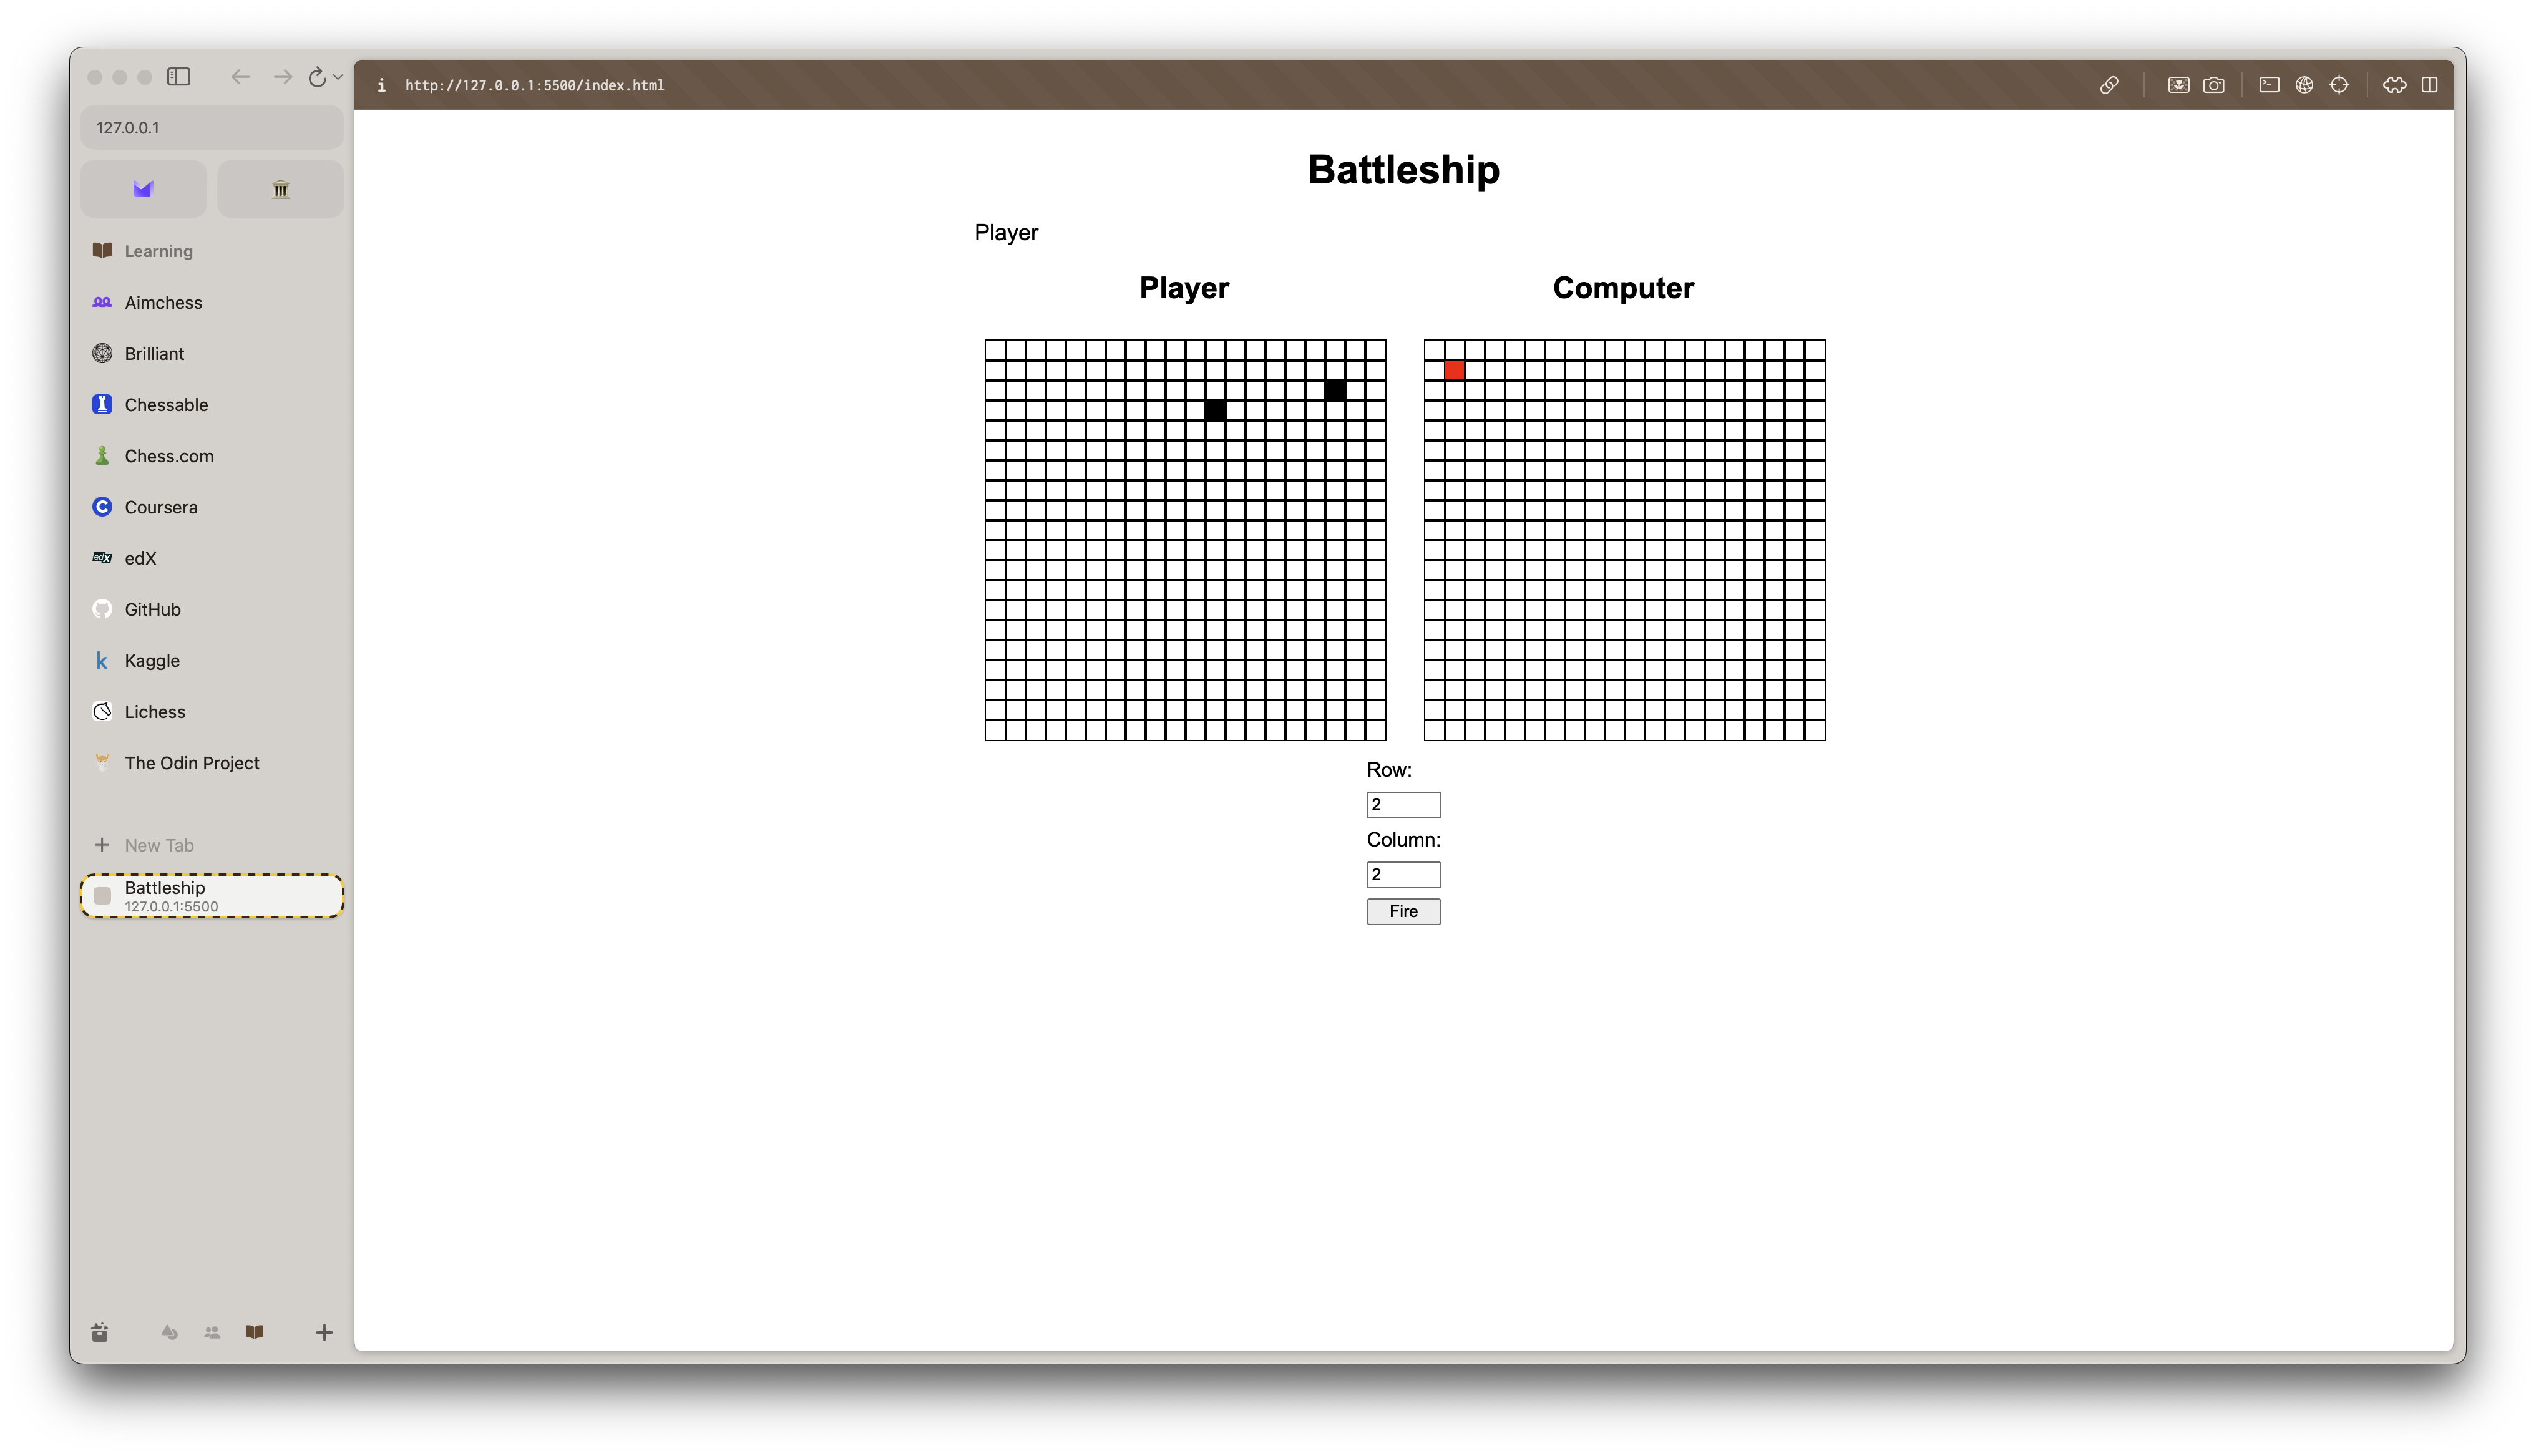 http://127.0.0.1:5500/index.html
127.0.0.1
Learning
Aimchess
Brilliant
Chessable
Chess.com
Coursera
edX
GitHub
Kaggle
Lichess
The Odin Project
New Tab
Battleship
127.0.0.1:5500
Battleship
Player
Player
Computer
Row:
2
Column:
2
Fire